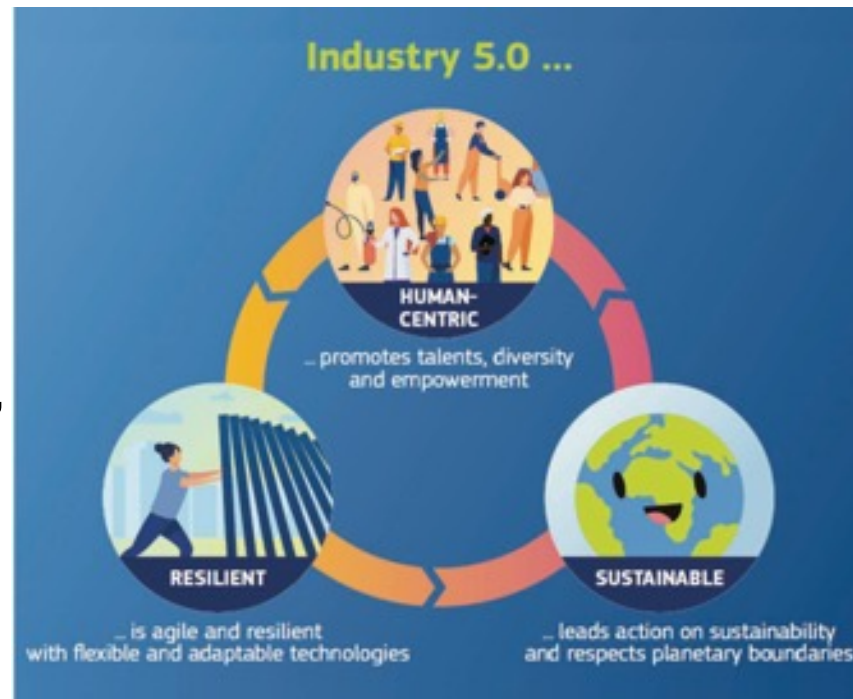 Industry 5.0 ...
HUMAN-
CENTRIC
... promotes talents, diversity
and empowerment
RESILIENT
... is agile and resilient
with flexible and adaptable technologies
SUSTAINABLE
... leads action on sustainability
and respects planetary boundaries